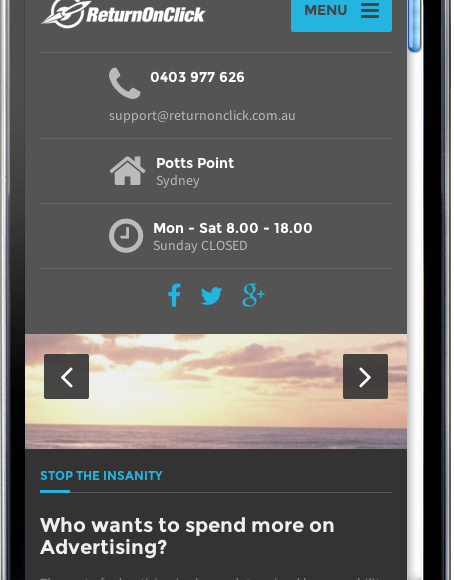 ReturnOnClick
MENU
0403 977 626
support@returnonclick.com.au
Potts Point
Sydney
Mon - Sat 8.00 - 18.00
Sunday CLOSED
STOP THE INSANITY
Who wants to spend more on
Advertising?